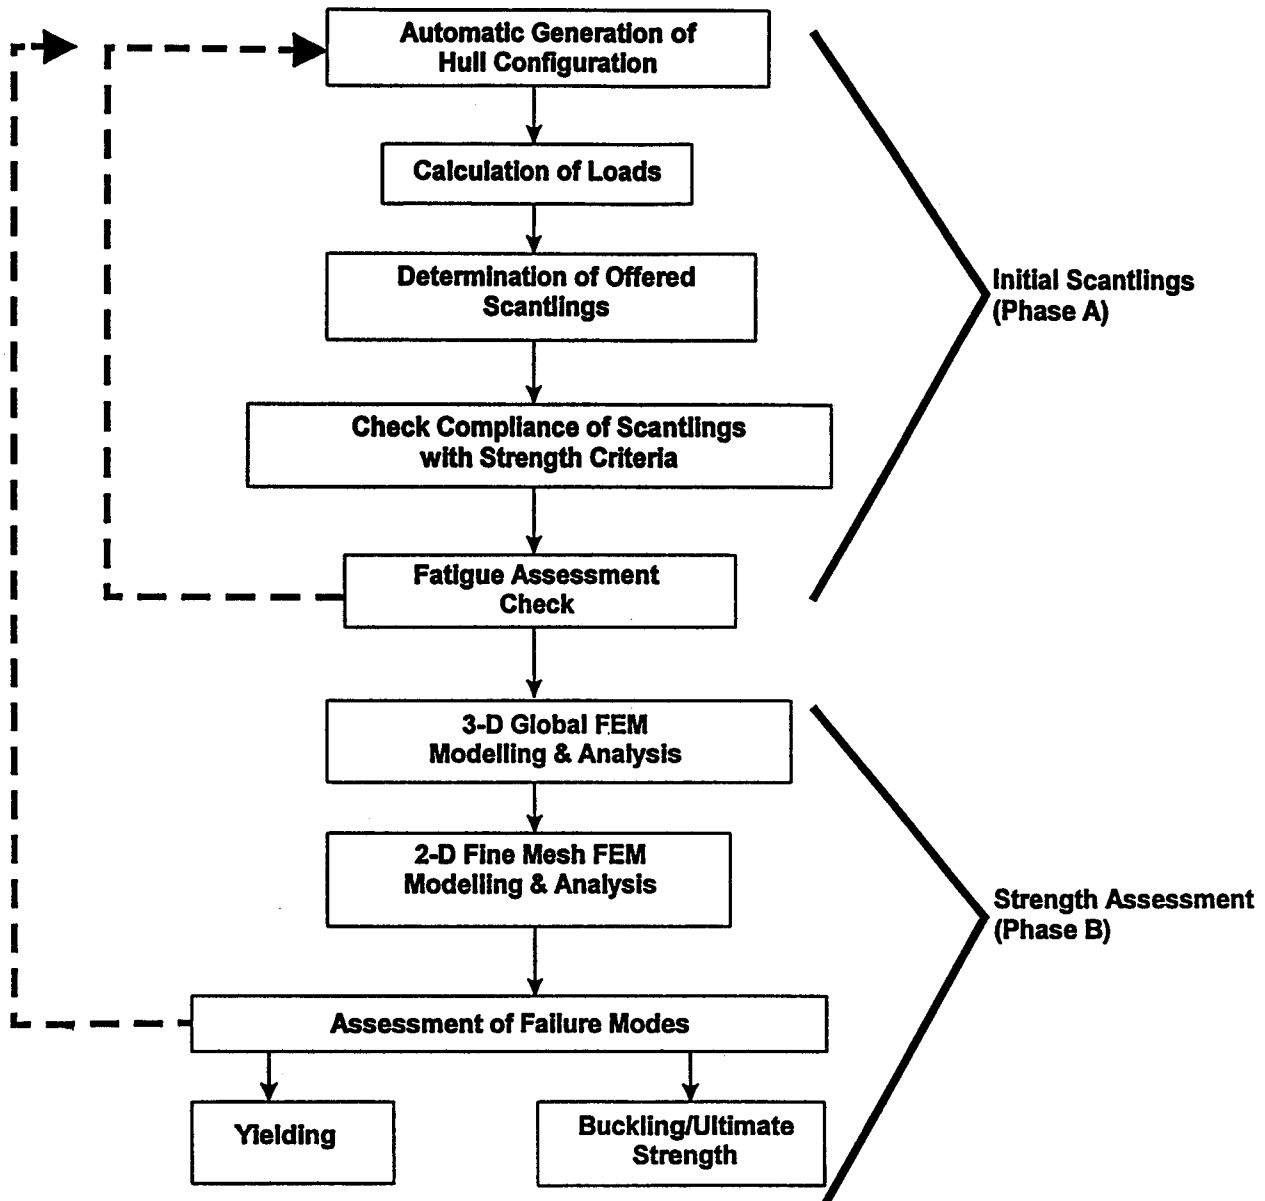 Automatic Generation of
Hull Configuration
Calculation of Loads
Determination of Offered
Scantlings
Initial Scantlings
(Phase A)
Check Compliance of Scantlings
with Strength Criteria
Fatigue Assessment
Check
3-D Global FEM
Modelling & Analysis
2-D Fine Mesh FEM
Modelling & Analysis
Strength Assessment
(Phase B)
Assessment of Failure Modes
Yielding
Buckling/Ultimate
Strength